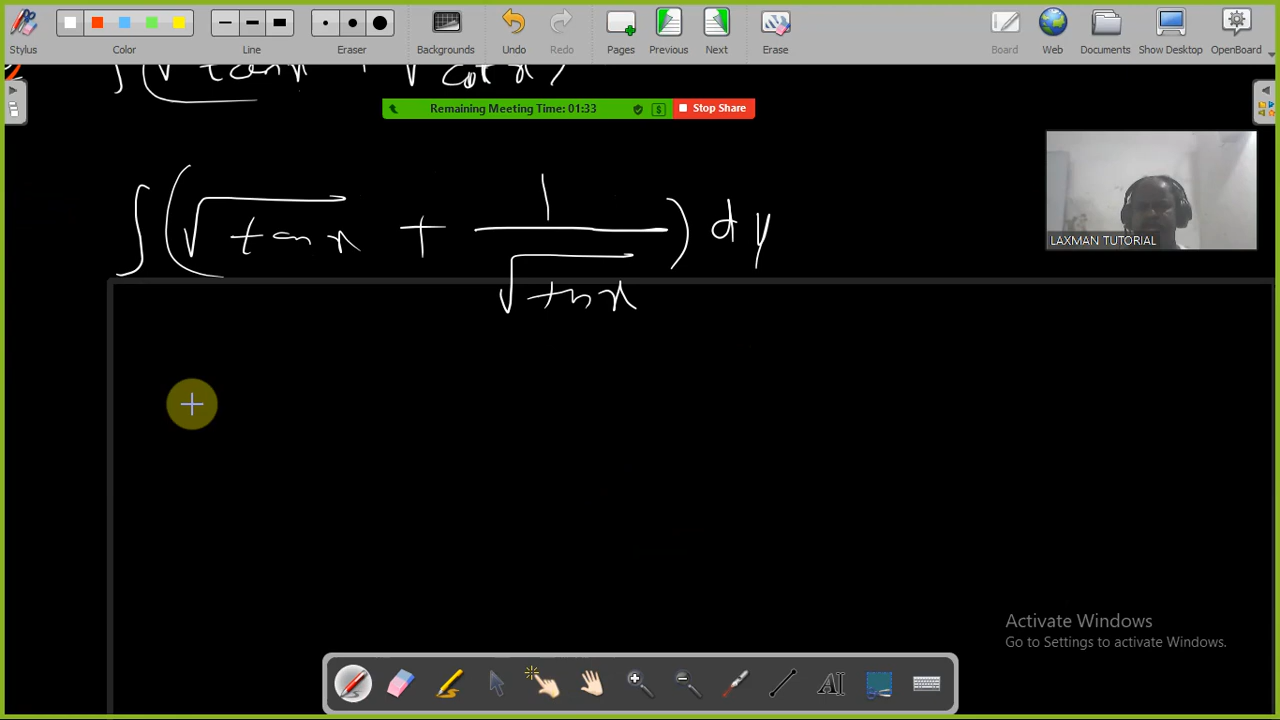 Stylus Color Line Eraser Backgrounds Undo Redo Pages Previous Next Erase Board Web Documents Show Desktop OpenBoard
∫(√tan x + √cot x)
Remaining Meeting Time: 01:33 $ Stop Share
∫(√tan x + 1/√tan x) dy
LAXMAN TUTORIAL
Activate Windows
Go to Settings to activate Windows.